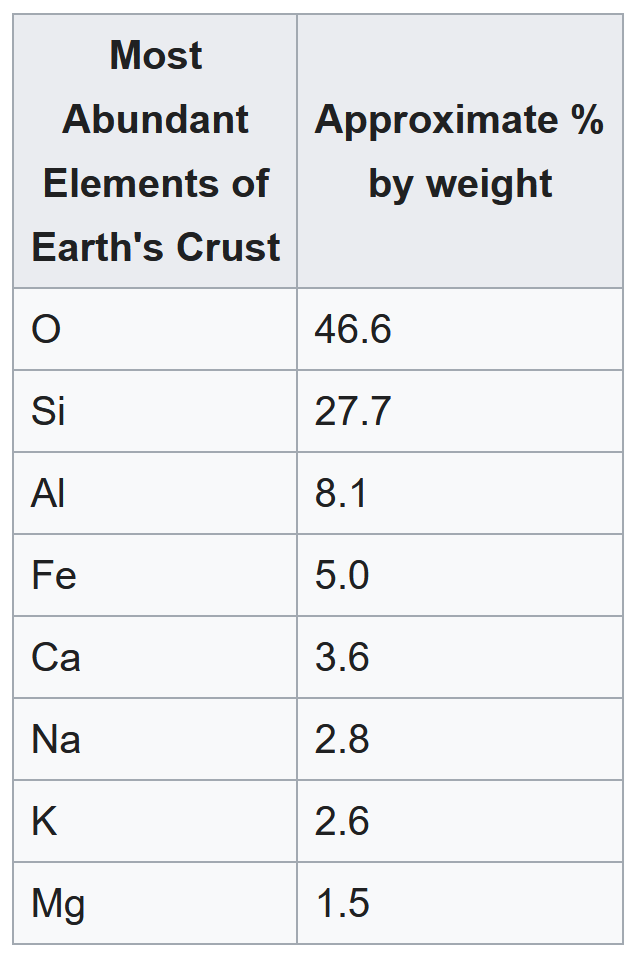 Most
Abundant
Elements of
Earth's Crust
Approximate %
by weight
O
46.6
Si
27.7
Al
8.1
Fe
5.0
Ca
3.6
Na
2.8
K
2.6
Mg
1.5